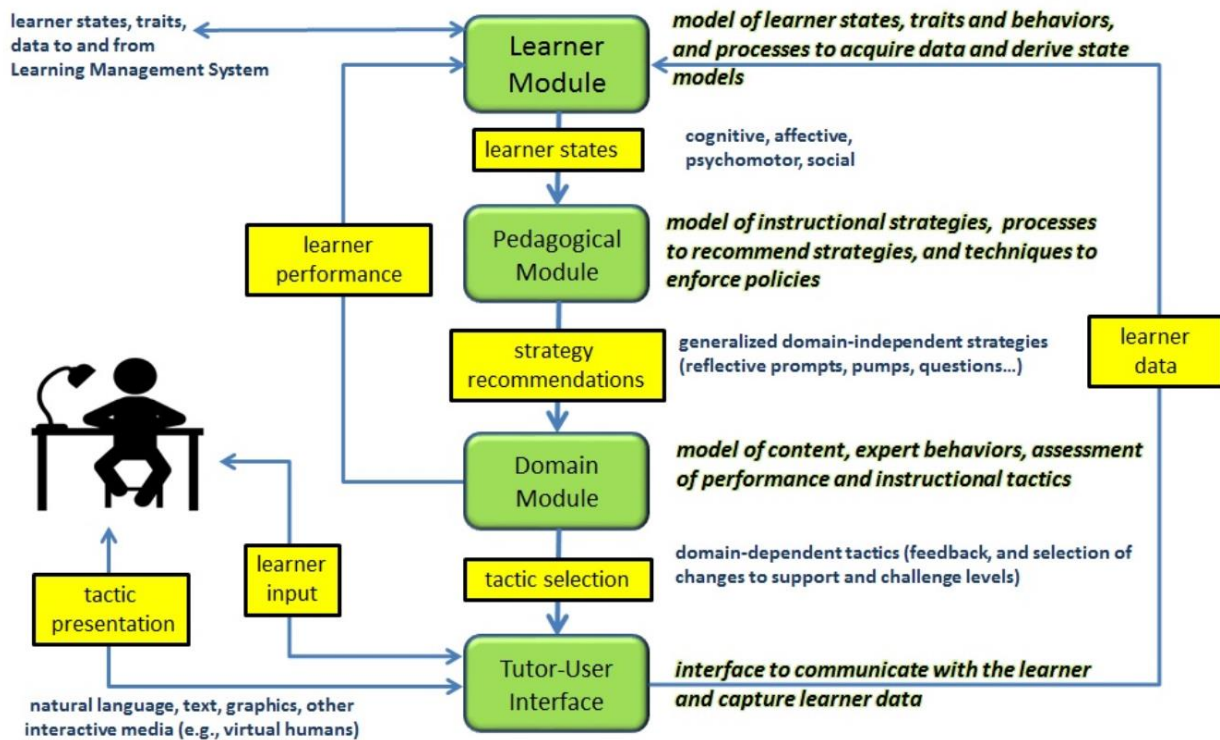 learner states, traits,
data to and from
Learning Management System
Learner
Module
model of learner states, traits and behaviors,
and processes to acquire data and derive state
models
learner states
cognitive, affective,
psychomotor, social
learner
performance
Pedagogical
Module
model of instructional strategies, processes
to recommend strategies, and techniques to
enforce policies
strategy
recommendations
generalized domain-independent strategies
(reflective prompts, pumps, questions...)
learner
data
Domain
Module
model of content, expert behaviors, assessment
of performance and instructional tactics
tactic selection
domain-dependent tactics (feedback, and selection of
changes to support and challenge levels)
learner
input
tactic
presentation
Tutor-User
Interface
interface to communicate with the learner
and capture learner data
natural language, text, graphics, other
interactive media (e.g., virtual humans)